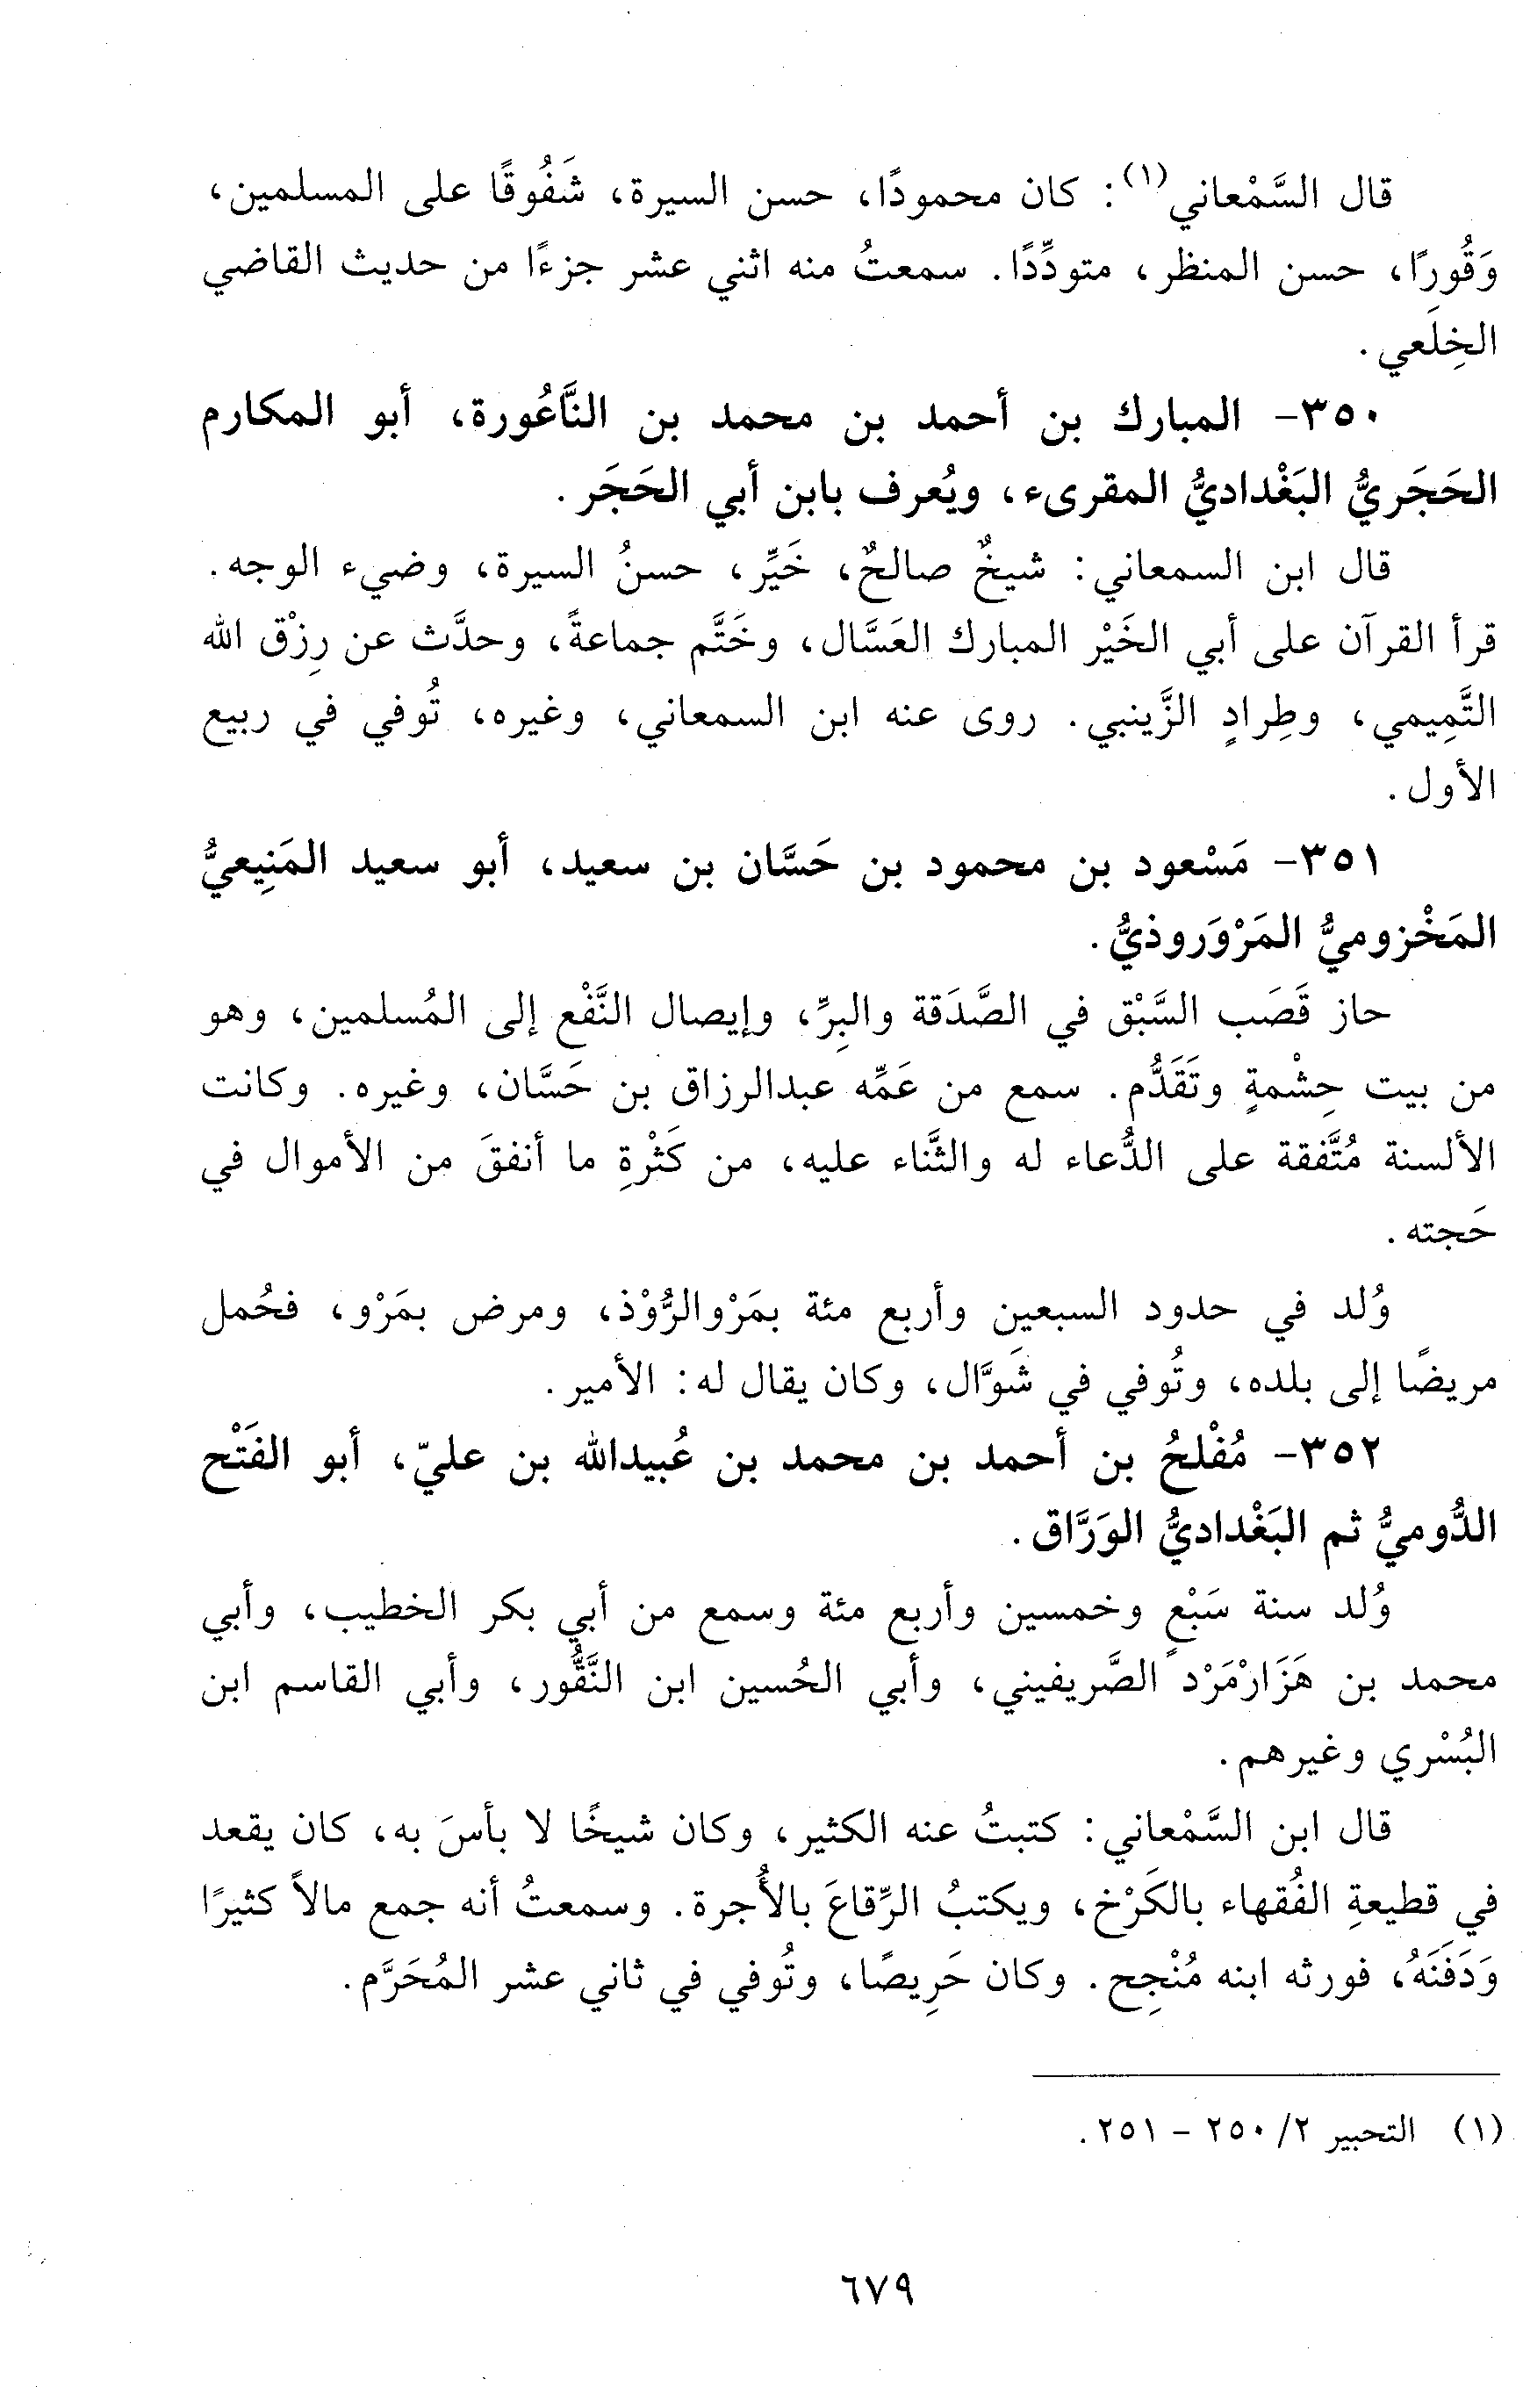 قال السَّمْعاني(١): كان محمودًا، حسن السيرة، شَفُوقًا على المسلمين،
وَقُورًا، حسن المنظر، متودِّدًا. سمعتُ منه اثني عشر جزءًا من حديث القاضي
الخِلَعي.
٣٥٠- المبارك بن أحمد بن محمد بن النَّاعُورة، أبو المكارم
الحَجَريُّ البَغْداديُّ المقرىء، ويُعرف بابن أبي الحَجَر.
قال ابن السمعاني: شيخٌ صالحٌ، خَيِّر، حسنُ السيرة، وضيء الوجه.
قرأ القرآن على أبي الخَيْر المبارك العَسَّال، وخَتَّم جماعةً، وحدَّث عن رِزْق الله
التَّمِيمي، وطِرادٍ الزَّينبي. روى عنه ابن السمعاني، وغيره، تُوفي في ربيع
الأول.
٣٥١- مَسْعود بن محمود بن حَسَّان بن سعيد، أبو سعيد المَنِيعيُّ
المَخْزوميُّ المَرْوَروذيُّ.
حاز قَصَب السَّبْق في الصَّدَقة والبِرِّ، وإيصال النَّفْع إلى المُسلمين، وهو
من بيت حِشْمةٍ وتَقَدُّم. سمع من عَمِّه عبدالرزاق بن حَسَّان، وغيره. وكانت
الألسنة مُتَّفقة على الدُّعاء له والثَّناء عليه، من كَثْرةِ ما أنفقَ من الأموال في
حَجته.
وُلد في حدود السبعين وأربع مئة بمَرْوالرُّوْذ، ومرض بمَرْو، فحُمل
مريضًا إلى بلده، وتُوفي في شَوَّال، وكان يقال له: الأمير.
٣٥٢- مُفْلحُ بن أحمد بن محمد بن عُبيدالله بن عليّ، أبو الفَتْح
الدُّوميُّ ثم البَغْداديُّ الوَرَّاق.
وُلد سنة سَبْعٍ وخمسين وأربع مئة وسمع من أبي بكر الخطيب، وأبي
محمد بن هَزَارْمَرْد الصَّريفيني، وأبي الحُسين ابن النَّقُّور، وأبي القاسم ابن
البُسْري وغيرهم.
قال ابن السَّمْعاني: كتبتُ عنه الكثير، وكان شيخًا لا بأسَ به، كان يقعد
في قطيعةِ الفُقهاء بالكَرْخ، ويكتبُ الرِّقاعَ بالأُجرة. وسمعتُ أنه جمع مالاً كثيرًا
وَدَفَنَهُ، فورثه ابنه مُنْجِح. وكان حَرِيصًا، وتُوفي في ثاني عشر المُحَرَّم.
(١) التحبير ٢/ ٢٥٠ - ٢٥١.
٦٧٩